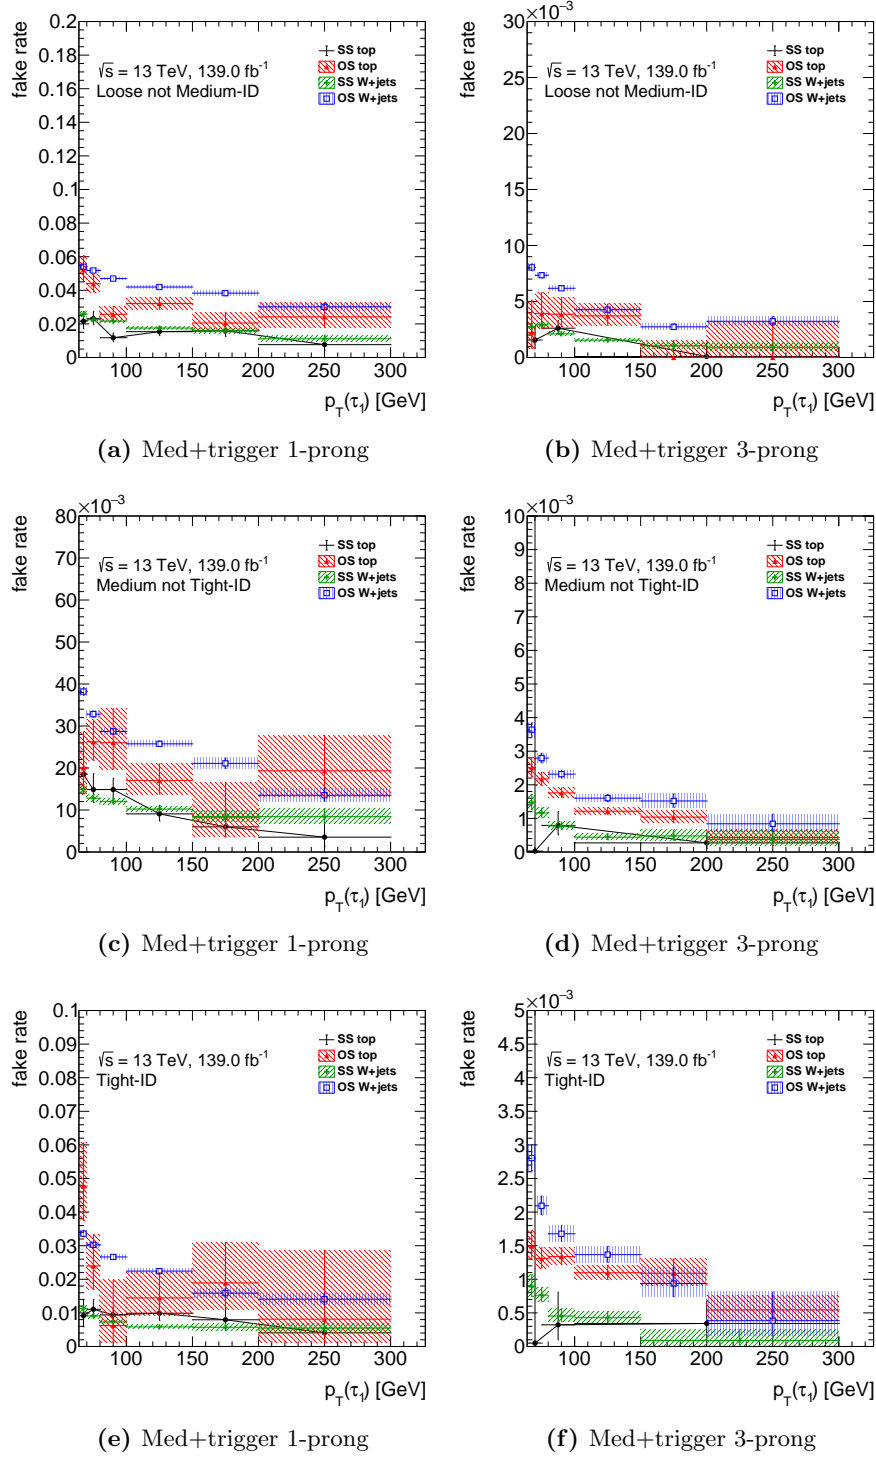 fake rate
0.2
0.18
0.16
0.14
0.12
0.1
0.08
0.06
0.04
0.02
0
√s = 13 TeV, 139.0 fb⁻¹
Loose not Medium-ID
SS top
OS top
SS W+jets
OS W+jets
100 150 200 250 300
p_T(τ₁) [GeV]
(a) Med+trigger 1-prong
×10⁻³
fake rate
30
25
20
15
10
5
0
√s = 13 TeV, 139.0 fb⁻¹
Loose not Medium-ID
SS top
OS top
SS W+jets
OS W+jets
100 150 200 250 300
p_T(τ₁) [GeV]
(b) Med+trigger 3-prong
×10⁻³
fake rate
80
70
60
50
40
30
20
10
0
√s = 13 TeV, 139.0 fb⁻¹
Medium not Tight-ID
SS top
OS top
SS W+jets
OS W+jets
100 150 200 250 300
p_T(τ₁) [GeV]
(c) Med+trigger 1-prong
×10⁻³
fake rate
10
9
8
7
6
5
4
3
2
1
0
√s = 13 TeV, 139.0 fb⁻¹
Medium not Tight-ID
SS top
OS top
SS W+jets
OS W+jets
100 150 200 250 300
p_T(τ₁) [GeV]
(d) Med+trigger 3-prong
fake rate
0.1
0.09
0.08
0.07
0.06
0.05
0.04
0.03
0.02
0.01
0
√s = 13 TeV, 139.0 fb⁻¹
Tight-ID
SS top
OS top
SS W+jets
OS W+jets
100 150 200 250 300
p_T(τ₁) [GeV]
(e) Med+trigger 1-prong
×10⁻³
fake rate
5
4.5
4
3.5
3
2.5
2
1.5
1
0.5
0
√s = 13 TeV, 139.0 fb⁻¹
Tight-ID
SS top
OS top
SS W+jets
OS W+jets
100 150 200 250 300
p_T(τ₁) [GeV]
(f) Med+trigger 3-prong